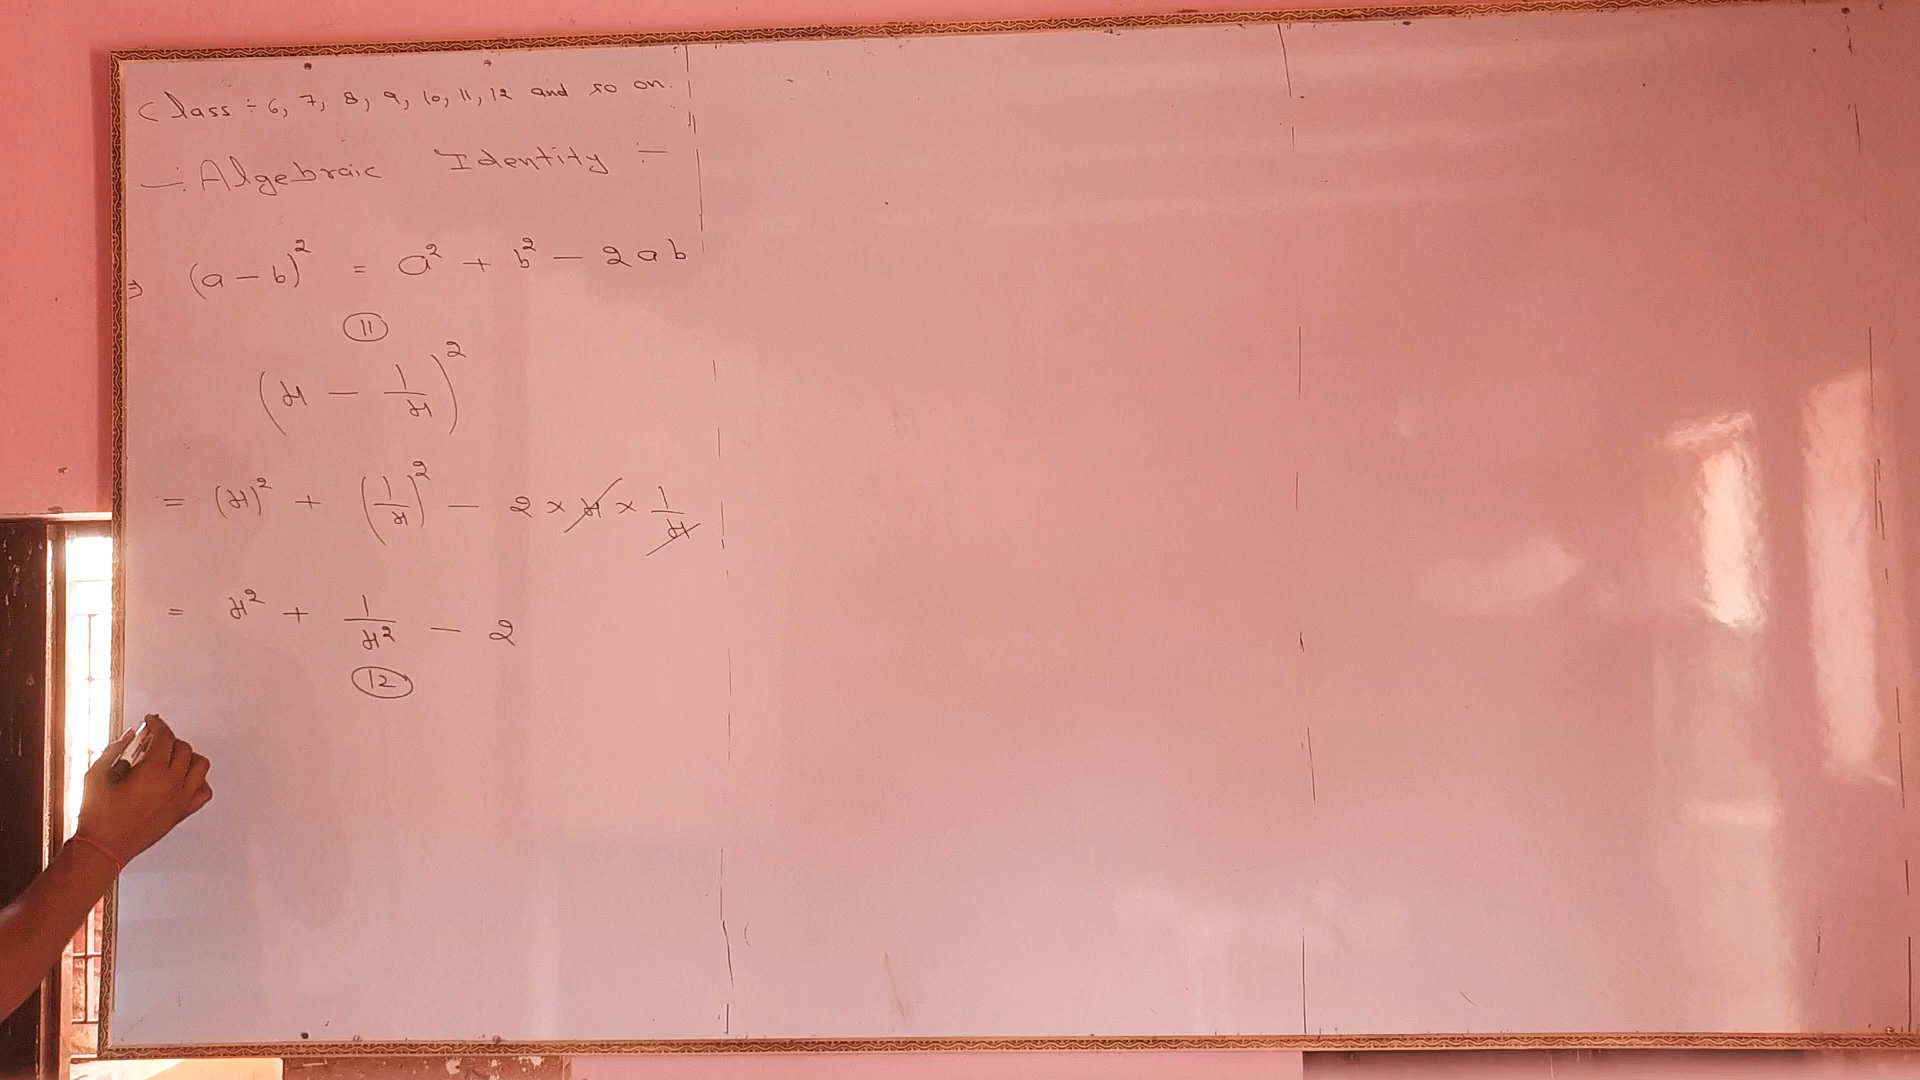 Class :- 6, 7, 8, 9, 10, 11, 12 and so on.
-: Algebraic Identity :-
⇒ (a - b)² = a² + b² - 2ab
(11)
(x - 1/x)²
= (x)² + (1/x)² - 2 × x × 1/x
= x² + 1/x² - 2
(12)